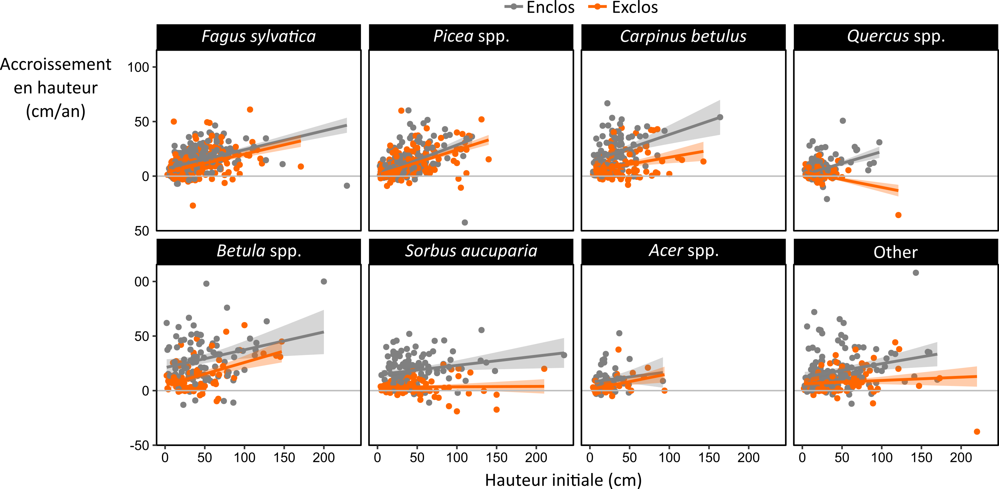 Enclos Exclos
Fagus sylvatica Picea spp. Carpinus betulus Quercus spp.
Accroissement
en hauteur
(cm/an)
100
50
0
50
Betula spp. Sorbus aucuparia Acer spp. Other
00
50
0
-50
0 50 100 150 200 0 50 100 150 200 0 50 100 150 200 0 50 100 150 200
Hauteur initiale (cm)